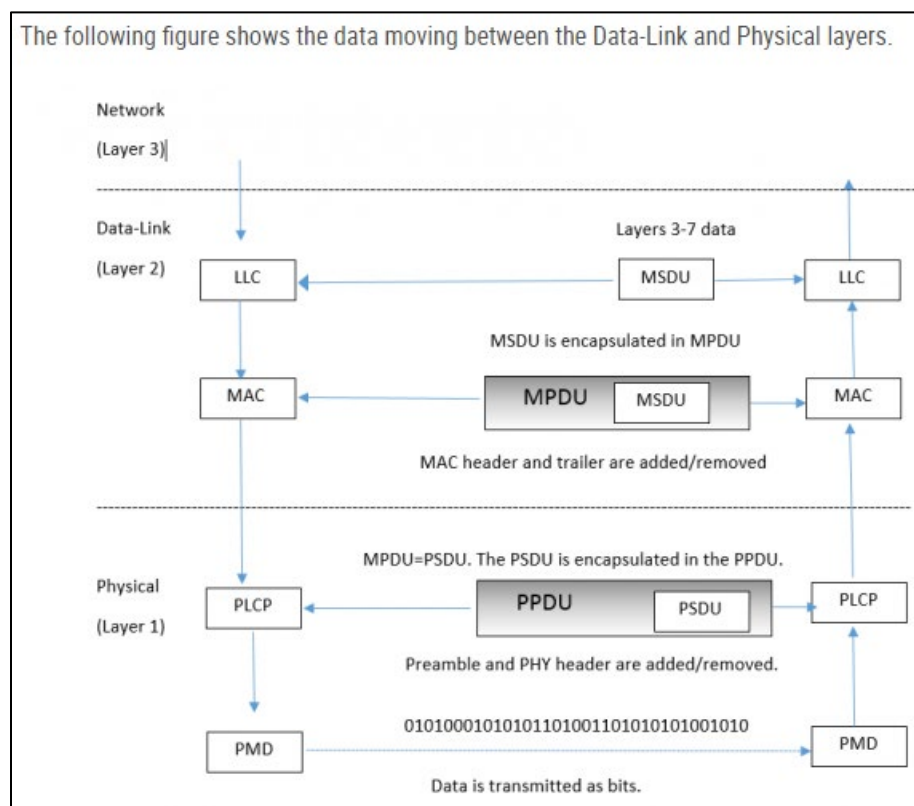 The following figure shows the data moving between the Data-Link and Physical layers.
Network
(Layer 3)
Data-Link
(Layer 2)
Layers 3-7 data
LLC
MSDU
LLC
MSDU is encapsulated in MPDU
MAC
MPDU
MSDU
MAC
MAC header and trailer are added/removed
MPDU=PSDU. The PSDU is encapsulated in the PPDU.
Physical
(Layer 1)
PLCP
PPDU
PSDU
PLCP
Preamble and PHY header are added/removed.
01010001010101101001101010101001010
PMD
PMD
Data is transmitted as bits.